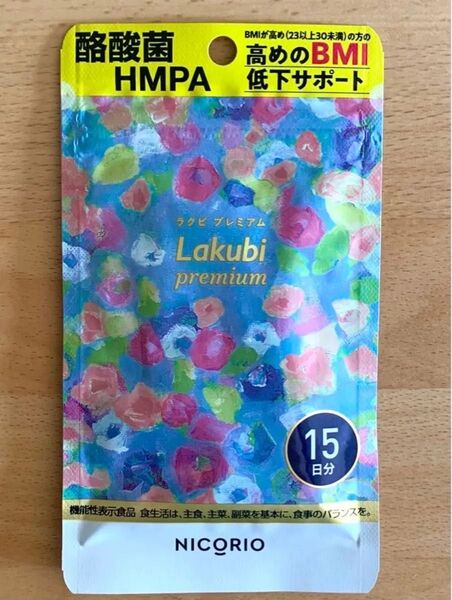 酪酸菌
HMPA
BMIが高め(23以上30未満)の方の
高めのBMI
低下サポート
ラクビ プレミアム
Lakubi
premium
15
日分
機能性表示食品 食生活は、主食、主菜、副菜を基本に、食事のバランスを。
NICORIO